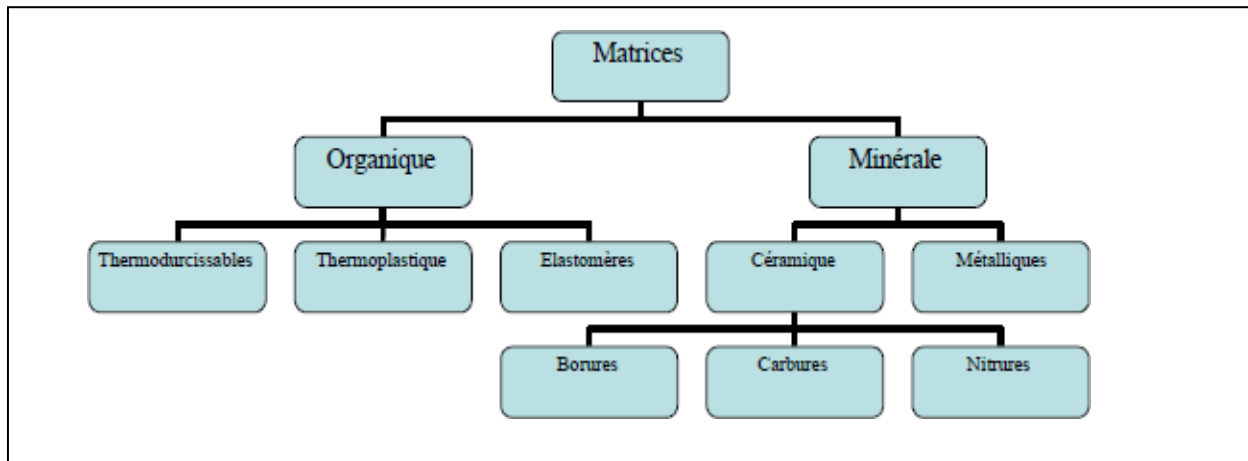 Matrices
Organique
Minérale
Thermodurcissables
Thermoplastique
Elastomères
Céramique
Métalliques
Borures
Carbures
Nitrures